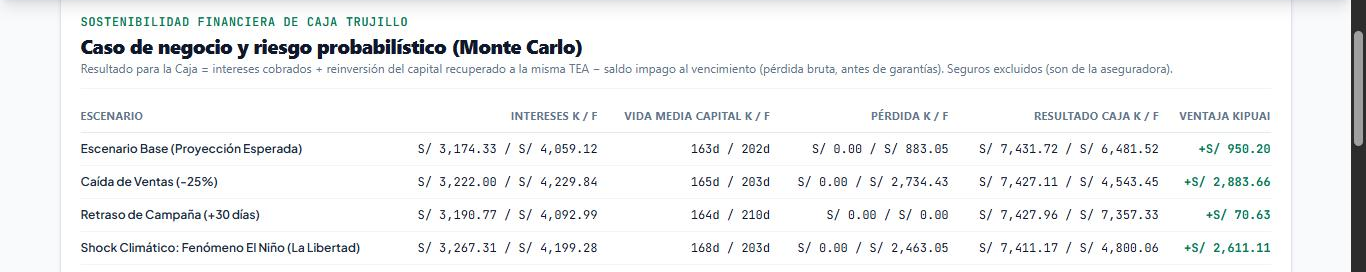 SOSTENIBILIDAD FINANCIERA DE CAJA TRUJILLO
Caso de negocio y riesgo probabilístico (Monte Carlo)
Resultado para la Caja = intereses cobrados + reinversión del capital recuperado a la misma TEA − saldo impago al vencimiento (pérdida bruta, antes de garantías). Seguros excluidos (son de la aseguradora).
ESCENARIO INTERESES K / F VIDA MEDIA CAPITAL K / F PÉRDIDA K / F RESULTADO CAJA K / F VENTAJA KIPUAI
Escenario Base (Proyección Esperada) S/ 3,174.33 / S/ 4,059.12 163d / 202d S/ 0.00 / S/ 883.05 S/ 7,431.72 / S/ 6,481.52 +S/ 950.20
Caída de Ventas (-25%) S/ 3,222.00 / S/ 4,229.84 165d / 203d S/ 0.00 / S/ 2,734.43 S/ 7,427.11 / S/ 4,543.45 +S/ 2,883.66
Retraso de Campaña (+30 días) S/ 3,190.77 / S/ 4,092.99 164d / 210d S/ 0.00 / S/ 0.00 S/ 7,427.96 / S/ 7,357.33 +S/ 70.63
Shock Climático: Fenómeno El Niño (La Libertad) S/ 3,267.31 / S/ 4,199.28 168d / 203d S/ 0.00 / S/ 2,463.05 S/ 7,411.17 / S/ 4,800.06 +S/ 2,611.11